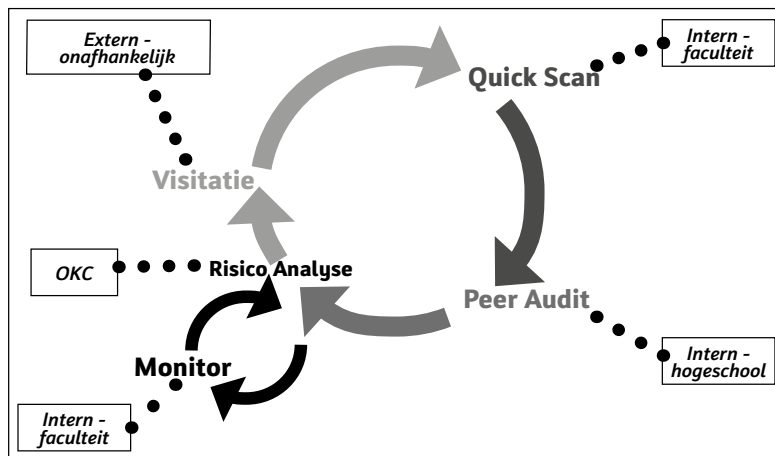 Extern -
onafhankelijk
Intern -
faculteit
Quick Scan
Visitatie
OKC
Risico Analyse
Peer Audit
Monitor
Intern -
hogeschool
Intern -
faculteit